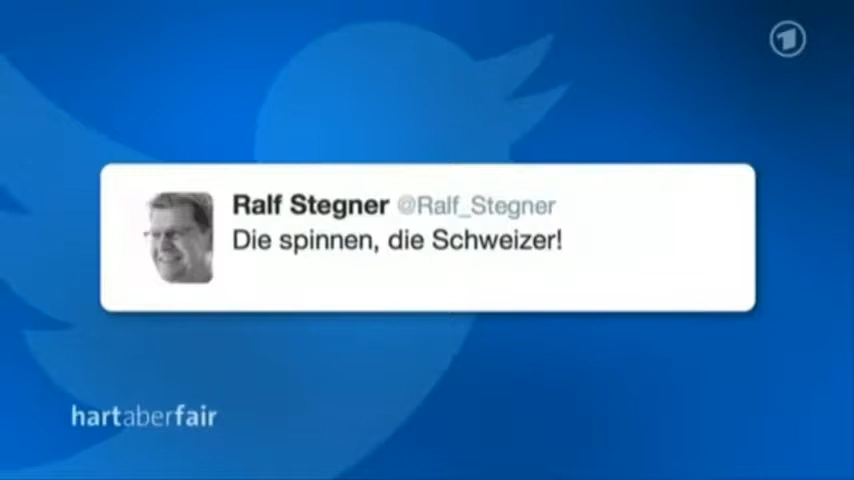 Ralf Stegner @Ralf_Stegner
Die spinnen, die Schweizer!
hartaberfair